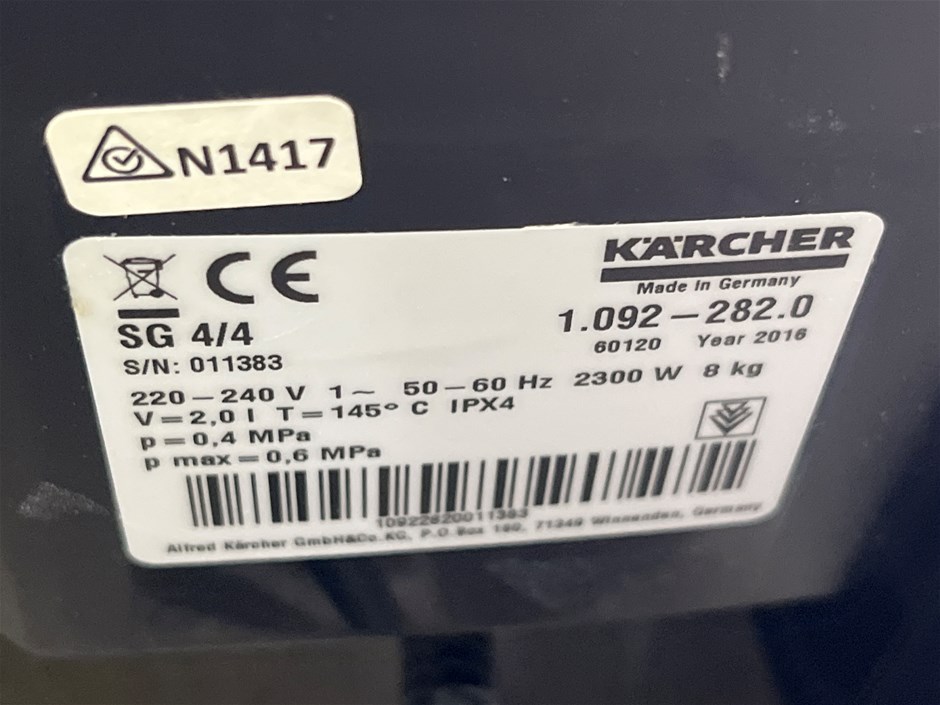 N1417
CE
KÄRCHER
Made in Germany
SG 4/4
1.092 – 282.0
S/N: 011383
60120 Year 2016
220 – 240 V 1~ 50 – 60 Hz 2300 W 8 kg
V = 2,0 l T = 145° C IPX4
p = 0,4 MPa
p max = 0,6 MPa
10922820011383
Alfred Kärcher GmbH&Co. KG, P.O.Box 160, 71349 Winnenden, Germany